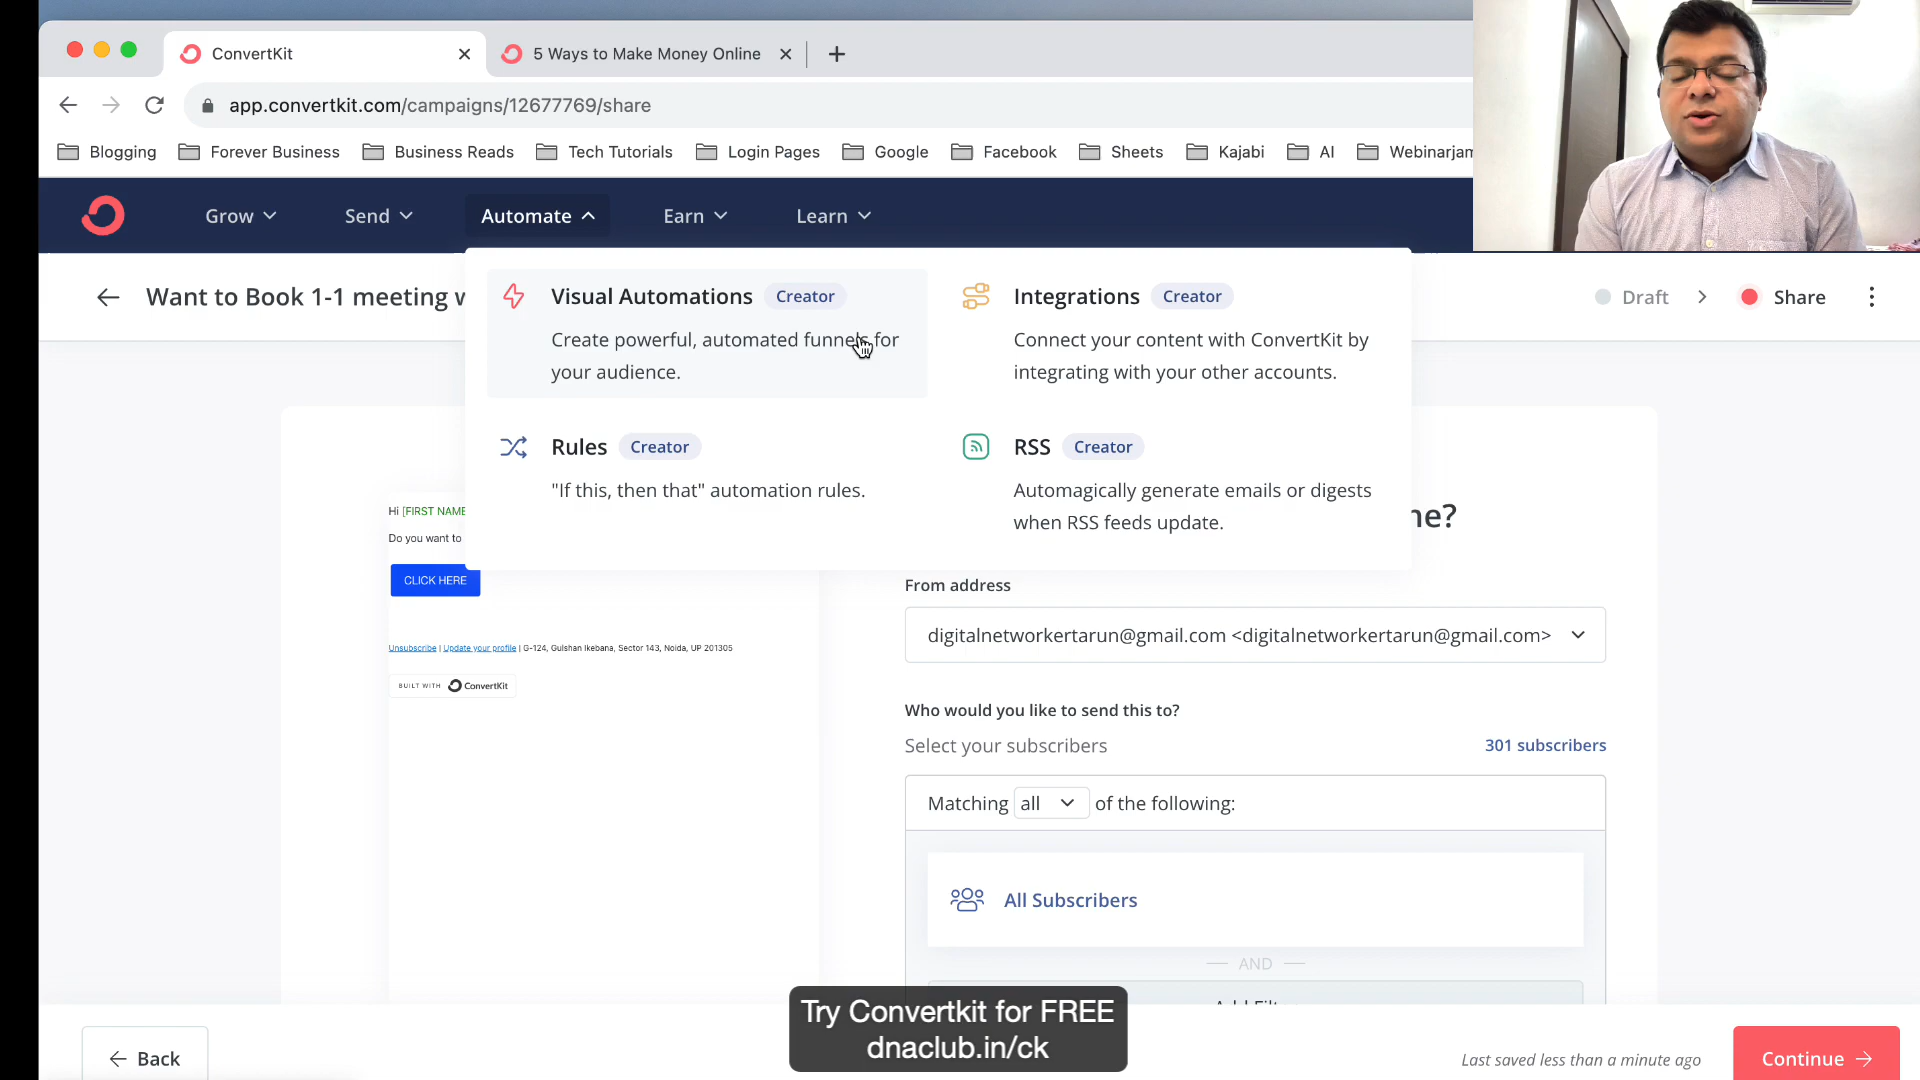 ConvertKit
5 Ways to Make Money Online
app.convertkit.com/campaigns/12677769/share
Blogging
Forever Business
Business Reads
Tech Tutorials
Login Pages
Google
Facebook
Sheets
Kajabi
AI
Webinarjam
Grow
Send
Automate
Earn
Learn
Want to Book 1-1 meeting w
Draft
Share
Visual Automations Creator
Create powerful, automated funnels for
your audience.
Integrations Creator
Connect your content with ConvertKit by
integrating with your other accounts.
Rules Creator
"If this, then that" automation rules.
RSS Creator
Automagically generate emails or digests
when RSS feeds update.
Hi [FIRST NAME
Do you want to
CLICK HERE
Unsubscribe | Update your profile | G-124, Gulshan Ikebana, Sector 143, Noida, UP 201305
BUILT WITH ConvertKit
me?
From address
digitalnetworkertarun@gmail.com <digitalnetworkertarun@gmail.com>
Who would you like to send this to?
Select your subscribers
301 subscribers
Matching all of the following:
All Subscribers
AND
Try Convertkit for FREE
dnaclub.in/ck
Back
Last saved less than a minute ago
Continue